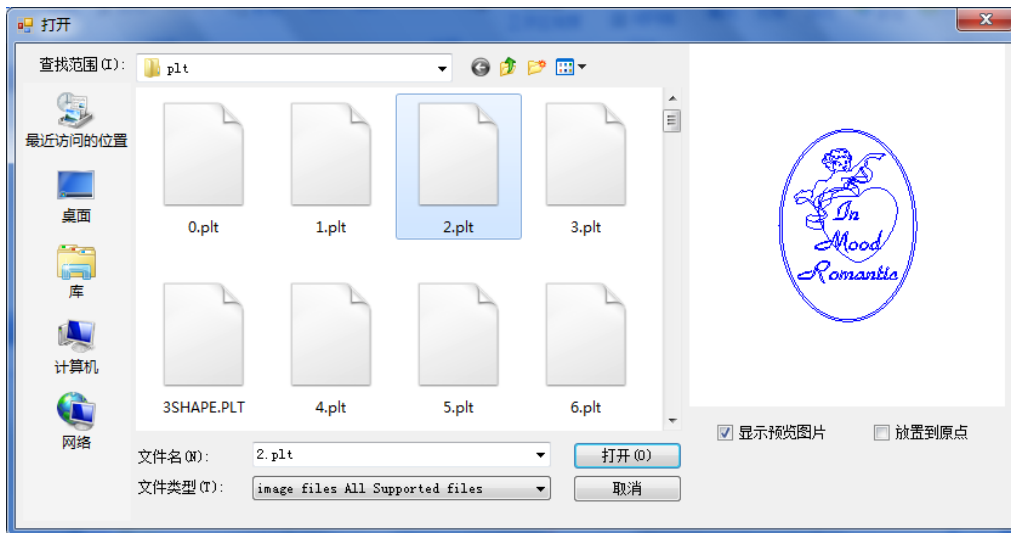 打开
查找范围(I):
plt
最近访问的位置
桌面
库
计算机
网络
0.plt
1.plt
2.plt
3.plt
3SHAPE.PLT
4.plt
5.plt
6.plt
In
Mood
Romantic
显示预览图片
放置到原点
文件名(N):
2.plt
打开(O)
文件类型(T):
image files All Supported files
取消